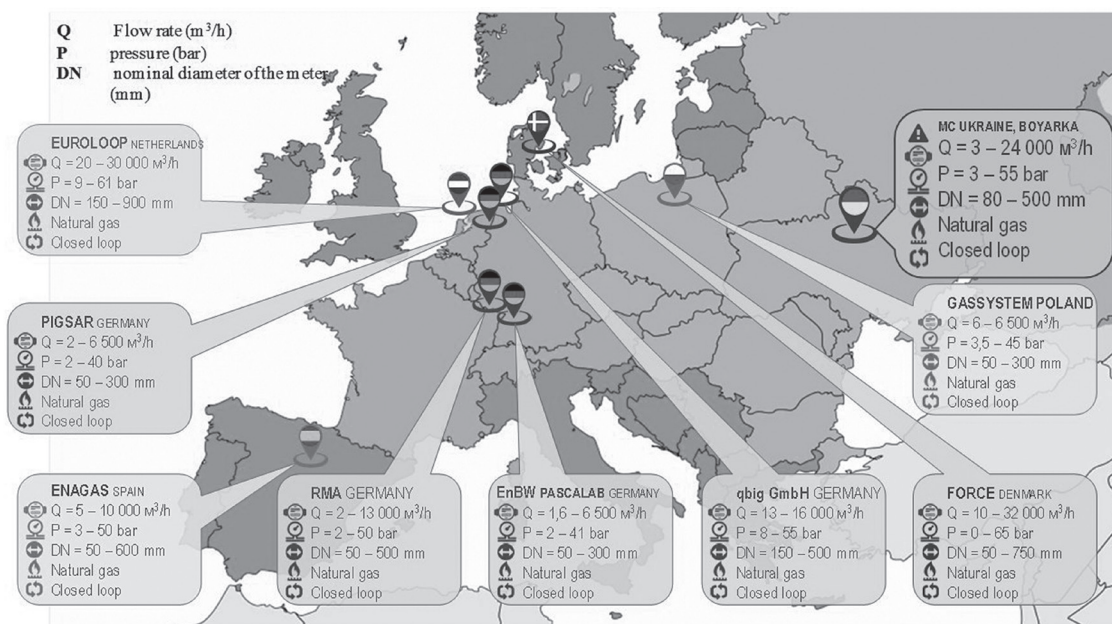 Q Flow rate (m³/h)
P pressure (bar)
DN nominal diameter of the meter
(mm)
EUROLOOP NETHERLANDS
Q = 20 – 30 000 м³/h
P = 9 – 61 bar
DN = 150 – 900 mm
Natural gas
Closed loop
MC UKRAINE, BOYARKA
Q = 3 – 24 000 м³/h
P = 3 – 55 bar
DN = 80 – 500 mm
Natural gas
Closed loop
PIGSAR GERMANY
Q = 2 – 6 500 м³/h
P = 2 – 40 bar
DN = 50 – 300 mm
Natural gas
Closed loop
GASSYSTEM POLAND
Q = 6 – 6 500 м³/h
P = 3,5 – 45 bar
DN = 50 – 300 mm
Natural gas
Closed loop
ENAGAS SPAIN
Q = 5 – 10 000 м³/h
P = 3 – 50 bar
DN = 50 – 600 mm
Natural gas
Closed loop
RMA GERMANY
Q = 2 – 13 000 м³/h
P = 2 – 50 bar
DN = 50 – 500 mm
Natural gas
Closed loop
EnBW PASCALAB GERMANY
Q = 1,6 – 6 500 м³/h
P = 2 – 41 bar
DN = 50 – 300 mm
Natural gas
Closed loop
qbig GmbH GERMANY
Q = 13 – 16 000 м³/h
P = 8 – 55 bar
DN = 150 – 500 mm
Natural gas
Closed loop
FORCE DENMARK
Q = 10 – 32 000 м³/h
P = 0 – 65 bar
DN = 50 – 750 mm
Natural gas
Closed loop